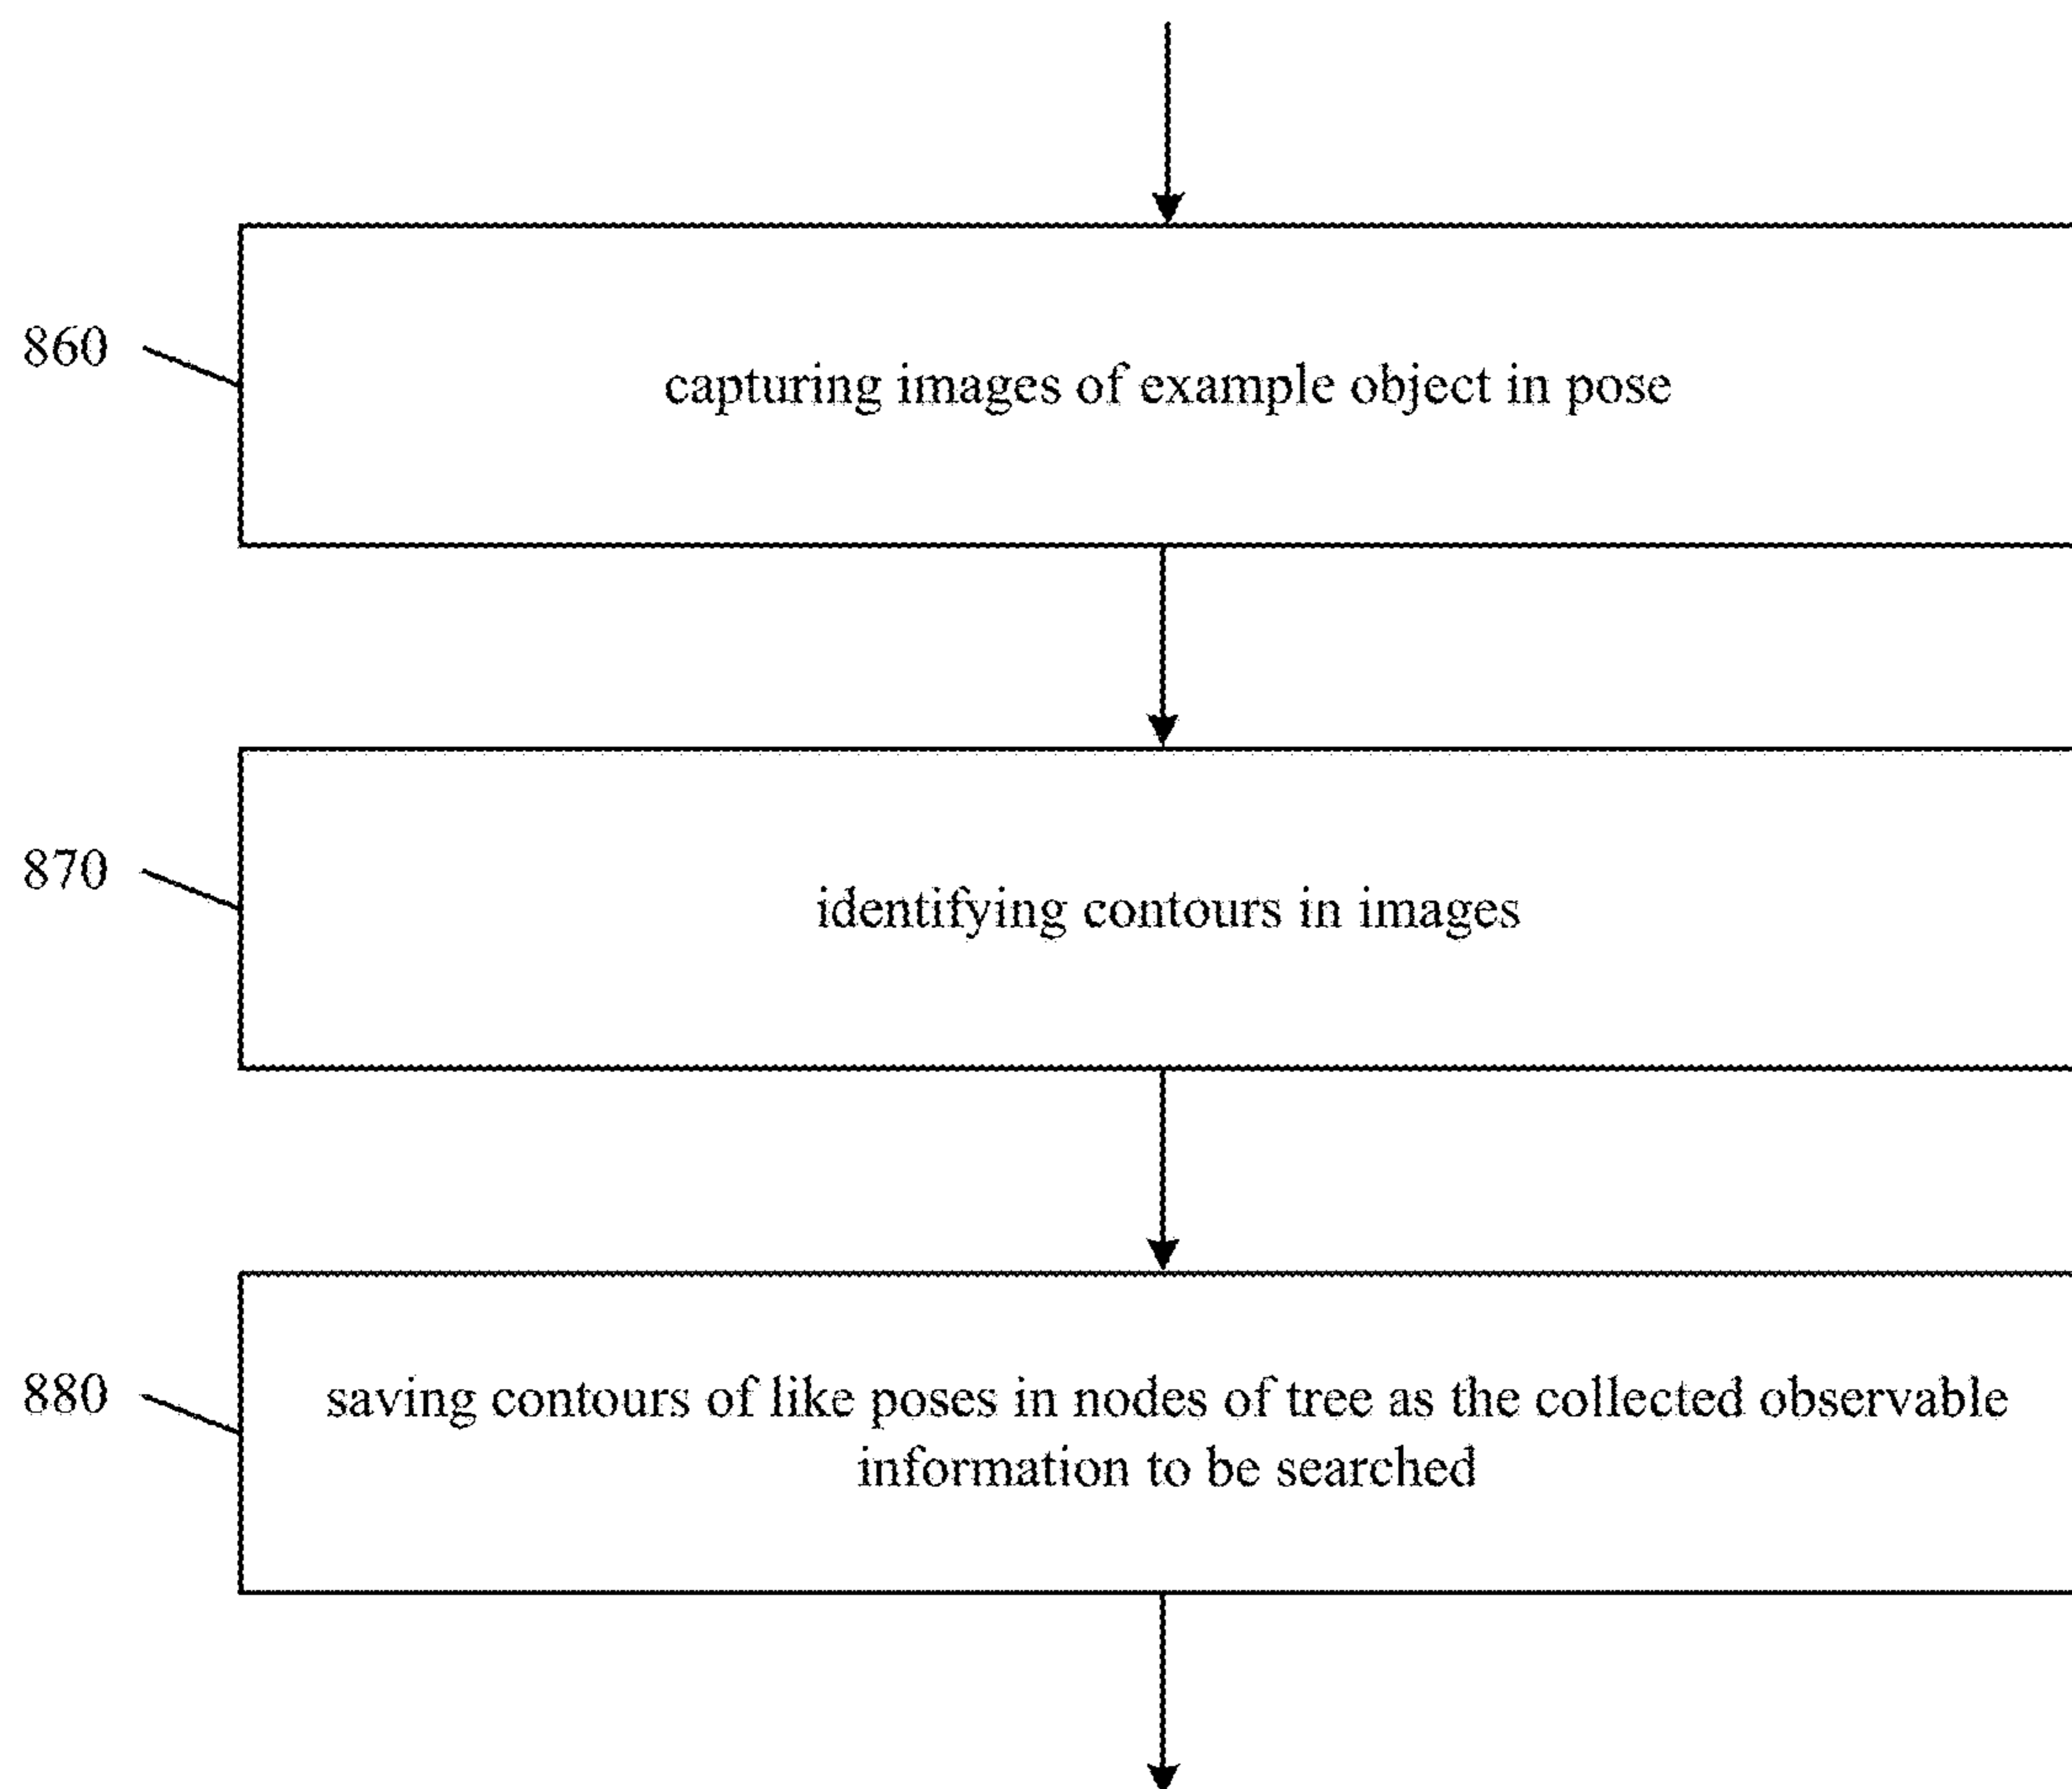 860
capturing images of example object in pose
870
identifying contours in images
880
saving contours of like poses in nodes of tree as the collected observable
information to be searched